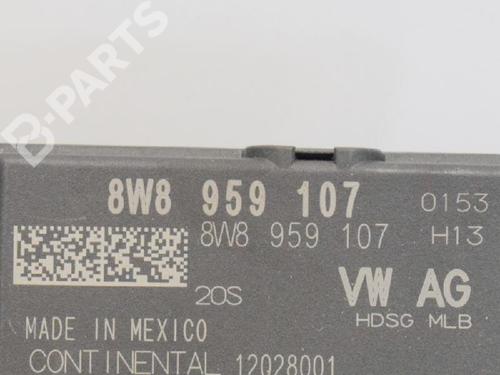 B-PARTS
8W8 959 107 0153
8W8 959 107 H13
20S
VW AG
HDSG MLB
MADE IN MEXICO
CONTINENTAL 12028001